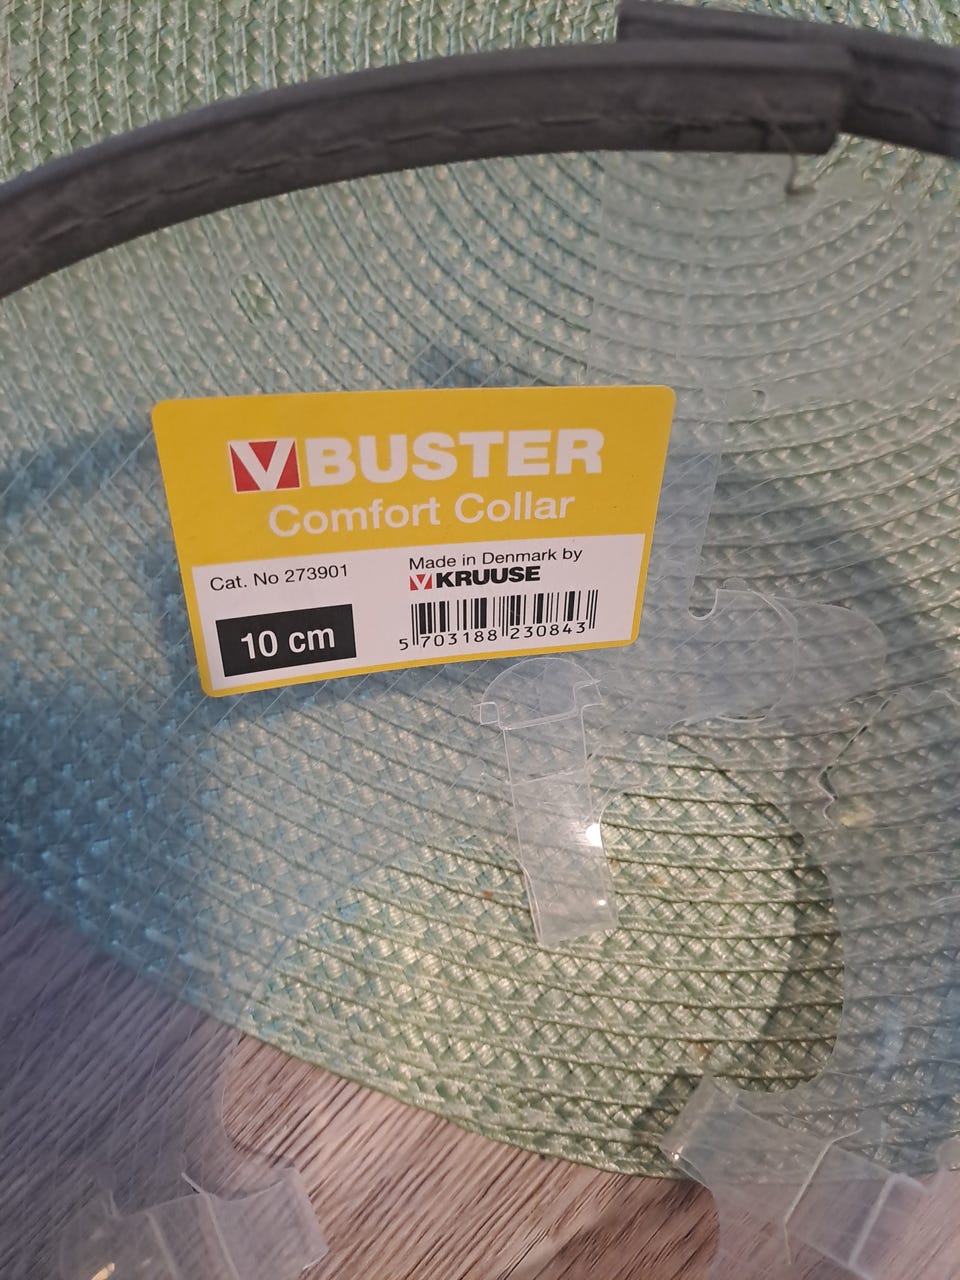 BUSTER
Comfort Collar
Cat. No 273901
Made in Denmark by
KRUUSE
10 cm
5 703188 230843